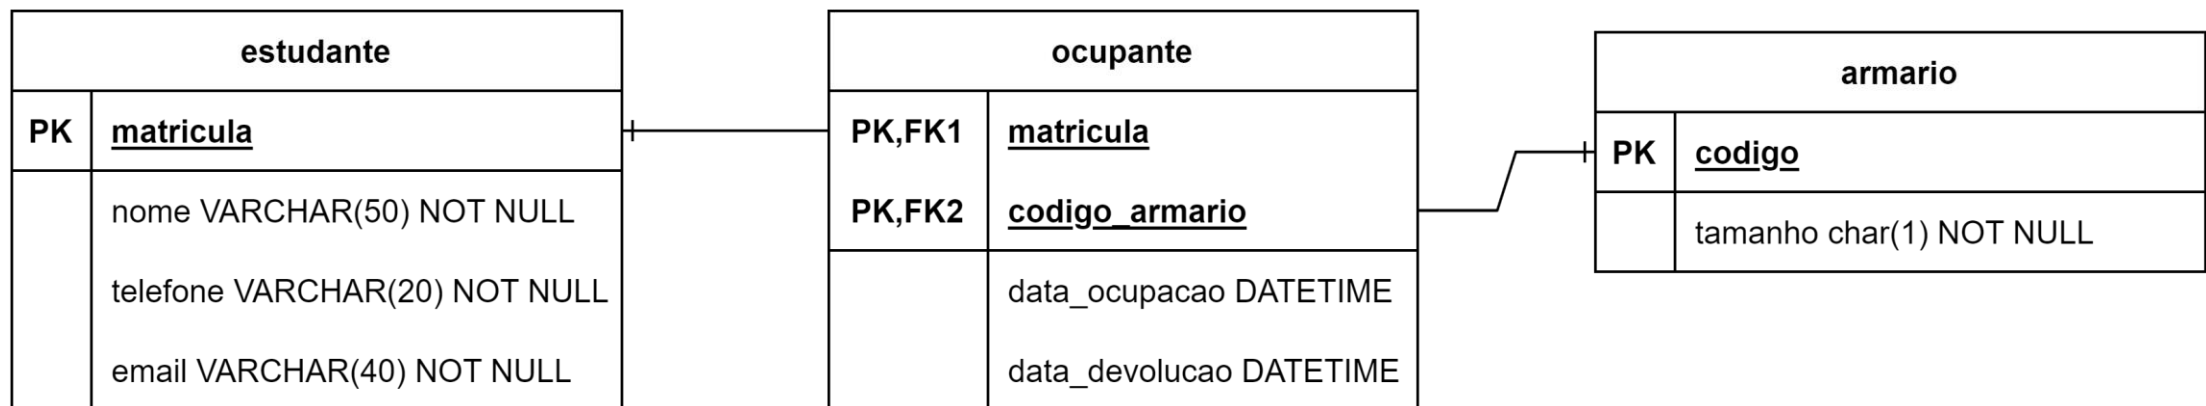 estudante
PK matricula
nome VARCHAR(50) NOT NULL
telefone VARCHAR(20) NOT NULL
email VARCHAR(40) NOT NULL
ocupante
PK,FK1 matricula
PK,FK2 codigo_armario
data_ocupacao DATETIME
data_devolucao DATETIME
armario
PK codigo
tamanho char(1) NOT NULL